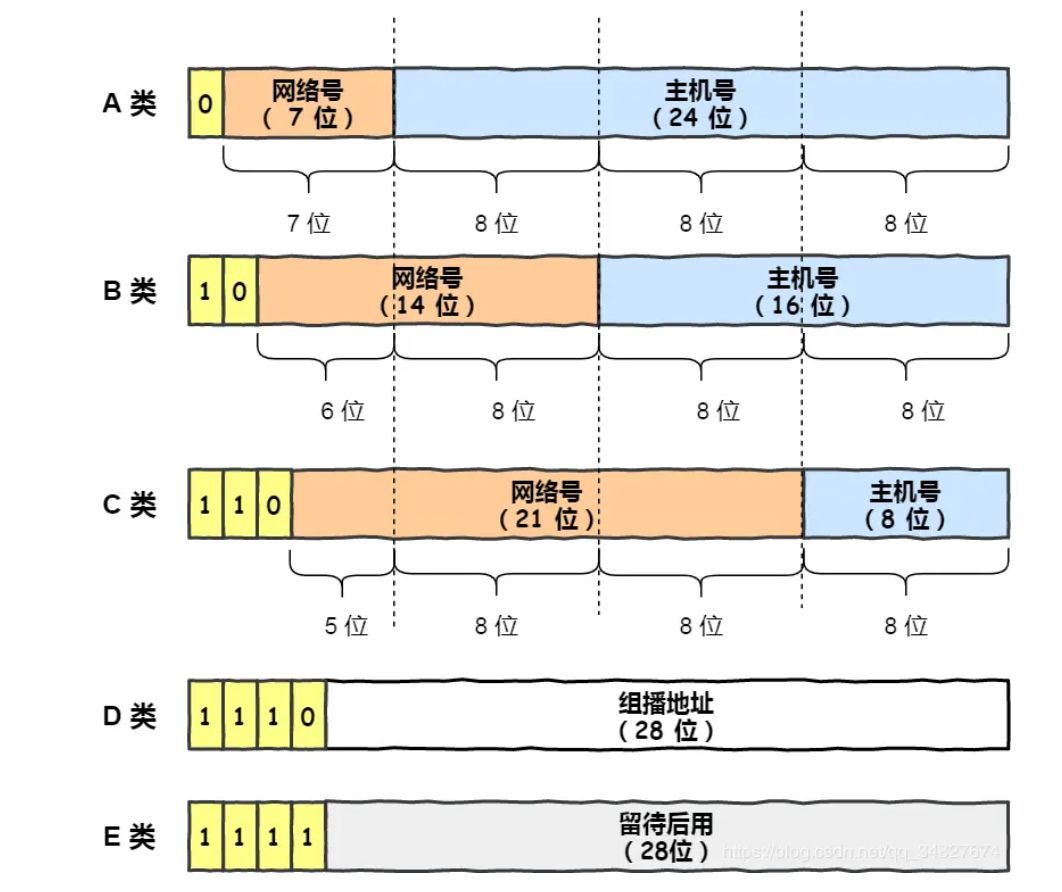 A 类
0
网络号
( 7 位 )
主机号
( 24 位 )
7 位
8 位
8 位
8 位
B 类
1 0
网络号
( 14 位 )
主机号
( 16 位 )
6 位
8 位
8 位
8 位
C 类
1 1 0
网络号
( 21 位 )
主机号
( 8 位 )
5 位
8 位
8 位
8 位
D 类
1 1 1 0
组播地址
( 28 位 )
E 类
1 1 1 1
留待后用
( 28位 )
https://blog.csdn.net/qq_34827674